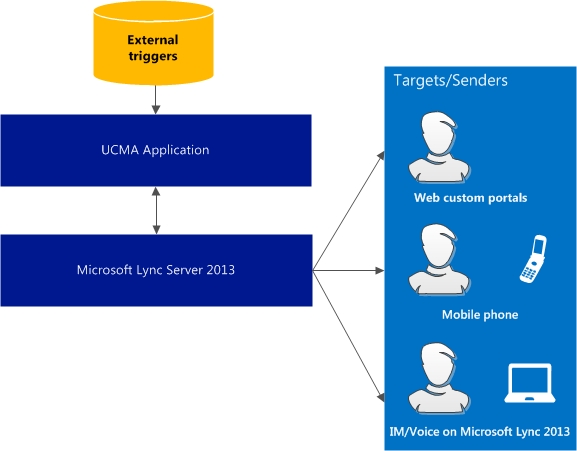 External
triggers
UCMA Application
Microsoft Lync Server 2013
Targets/Senders
Web custom portals
Mobile phone
IM/Voice on Microsoft Lync 2013